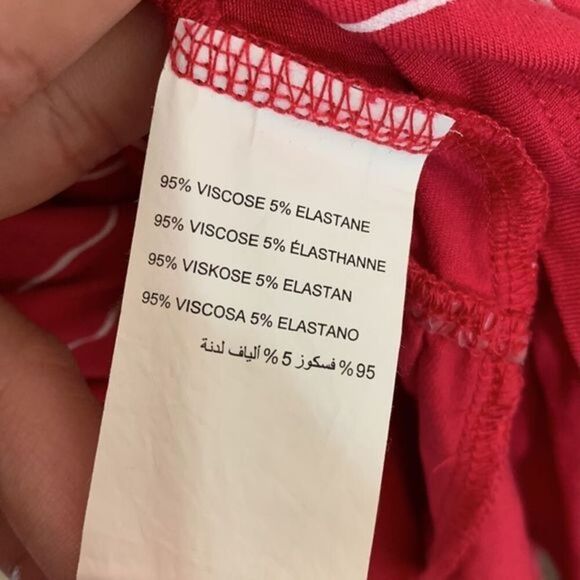 95% VISCOSE 5% ELASTANE
95% VISCOSE 5% ÉLASTHANNE
95% VISKOSE 5% ELASTAN
95% VISCOSA 5% ELASTANO
95% فسكوز 5% ألياف لدنة